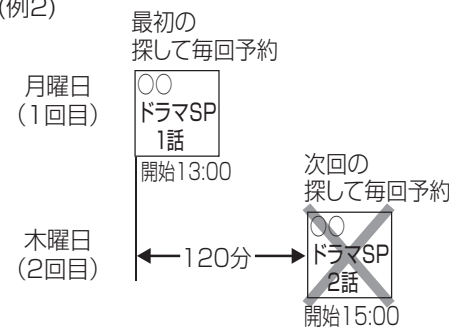 (例2)
最初の
探して毎回予約
月曜日
(1回目)
○○
ドラマSP
1話
開始13:00
次回の
探して毎回予約
木曜日
(2回目)
120分
○○
ドラマSP
2話
開始15:00